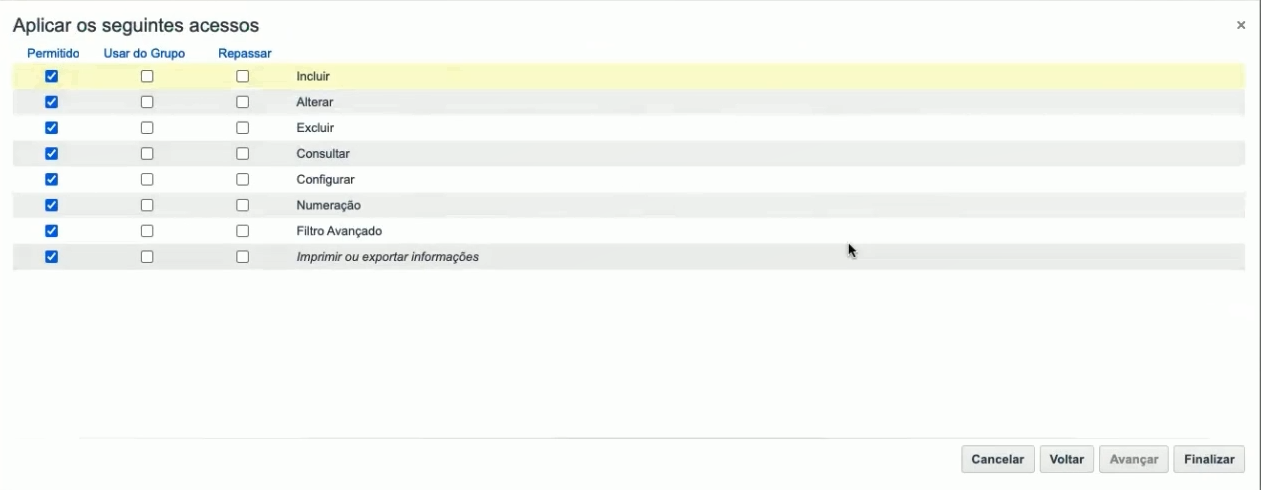 Aplicar os seguintes acessos ×
Permitido Usar do Grupo Repassar
Incluir
Alterar
Excluir
Consultar
Configurar
Numeração
Filtro Avançado
Imprimir ou exportar informações
Cancelar Voltar Avançar Finalizar